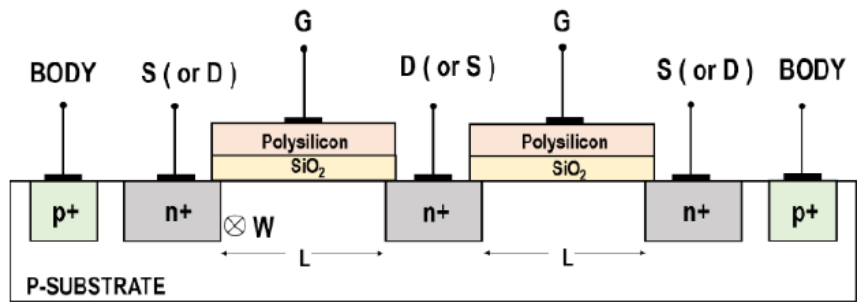 G G
BODY S ( or D ) D ( or S ) S ( or D ) BODY
Polysilicon Polysilicon
SiO₂ SiO₂
p+ n+ n+ n+ p+
⊗ W
L L
P-SUBSTRATE